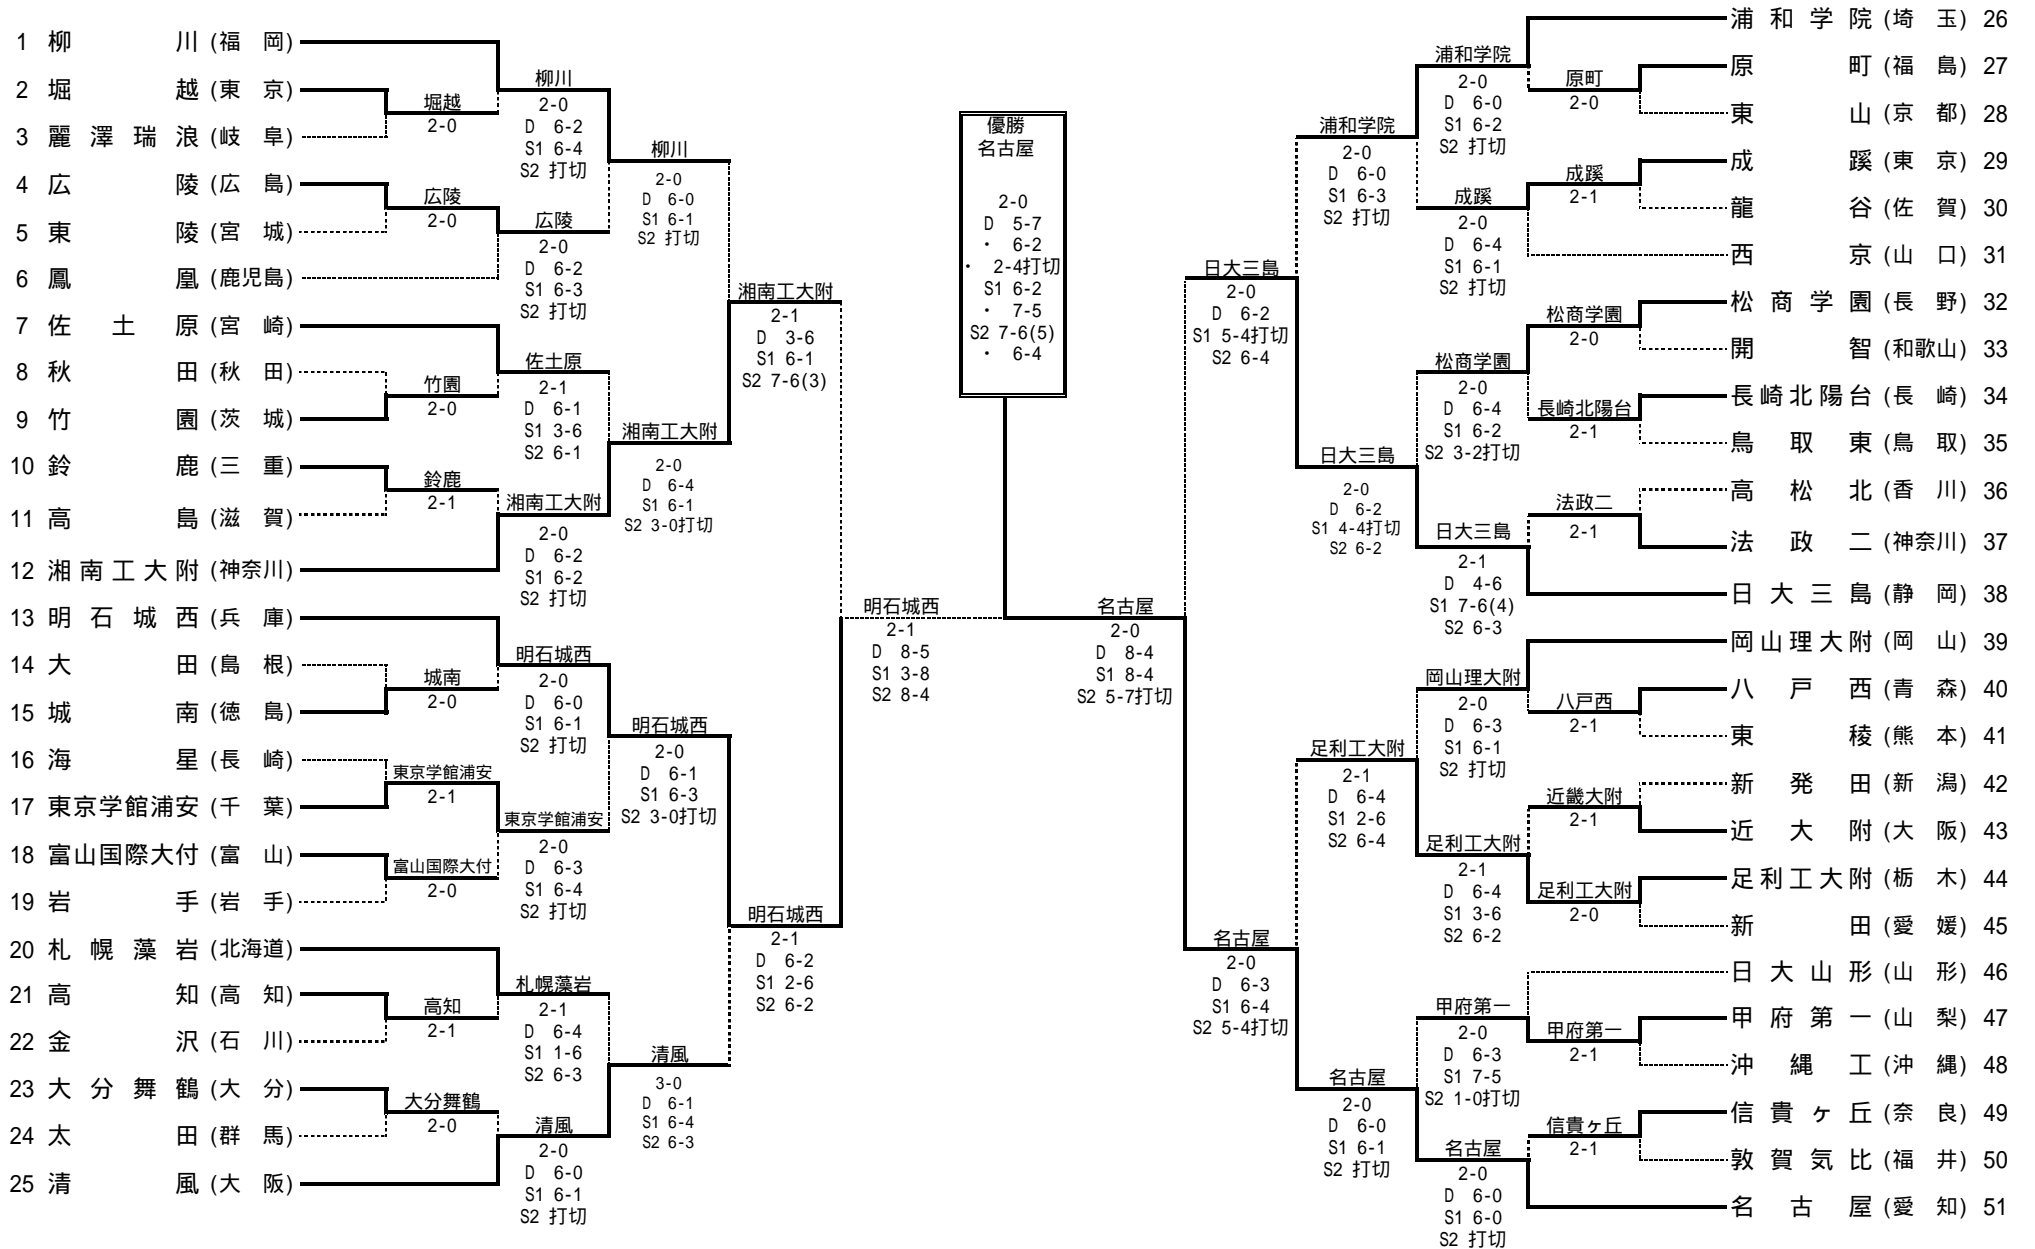 1 柳川 (福岡)
2 堀越 (東京)
3 麗澤瑞浪 (岐阜)
4 広陵 (広島)
5 東陵 (宮城)
6 鳳凰 (鹿児島)
7 佐土原 (宮崎)
8 秋田 (秋田)
9 竹園 (茨城)
10 鈴鹿 (三重)
11 高島 (滋賀)
12 湘南工大附 (神奈川)
13 明石城西 (兵庫)
14 大田 (島根)
15 城南 (徳島)
16 海星 (長崎)
17 東京学館浦安 (千葉)
18 富山国際大付 (富山)
19 岩手 (岩手)
20 札幌藻岩 (北海道)
21 高知 (高知)
22 金沢 (石川)
23 大分舞鶴 (大分)
24 太田 (群馬)
25 清風 (大阪)
堀越
2-0
広陵
2-0
竹園
2-0
鈴鹿
2-1
城南
2-0
東京学館浦安
2-1
富山国際大付
2-0
高知
2-1
大分舞鶴
2-0
柳川
2-0
D 6-2
S1 6-4
S2 打切
広陵
2-0
D 6-2
S1 6-3
S2 打切
佐土原
2-1
D 6-1
S1 3-6
S2 6-1
湘南工大附
2-0
D 6-2
S1 6-2
S2 打切
明石城西
2-0
D 6-0
S1 6-1
S2 打切
東京学館浦安
2-0
D 6-3
S1 6-4
S2 打切
札幌藻岩
2-1
D 6-4
S1 1-6
S2 6-3
清風
2-0
D 6-0
S1 6-1
S2 打切
柳川
2-0
D 6-0
S1 6-1
S2 打切
湘南工大附
2-0
D 6-4
S1 6-1
S2 3-0打切
明石城西
2-0
D 6-1
S1 6-3
S2 3-0打切
清風
3-0
D 6-1
S1 6-4
S2 6-3
湘南工大附
2-1
D 3-6
S1 6-1
S2 7-6(3)
明石城西
2-1
D 6-2
S1 2-6
S2 6-2
明石城西
2-1
D 8-5
S1 3-8
S2 8-4
優勝
名古屋
2-0
D 5-7
・ 6-2
・ 2-4打切
S1 6-2
・ 7-5
S2 7-6(5)
・ 6-4
名古屋
2-0
D 8-4
S1 8-4
S2 5-7打切
日大三島
2-0
D 6-2
S1 5-4打切
S2 6-4
名古屋
2-0
D 6-3
S1 6-4
S2 5-4打切
浦和学院
2-0
D 6-0
S1 6-3
S2 打切
日大三島
2-0
D 6-2
S1 4-4打切
S2 6-2
足利工大附
2-1
D 6-4
S1 2-6
S2 6-4
名古屋
2-0
D 6-0
S1 6-1
S2 打切
浦和学院
2-0
D 6-0
S1 6-2
S2 打切
成蹊
2-0
D 6-4
S1 6-1
S2 打切
松商学園
2-0
D 6-4
S1 6-2
S2 3-2打切
日大三島
2-1
D 4-6
S1 7-6(4)
S2 6-3
岡山理大附
2-0
D 6-3
S1 6-1
S2 打切
足利工大附
2-1
D 6-4
S1 3-6
S2 6-2
甲府第一
2-0
D 6-3
S1 7-5
S2 1-0打切
名古屋
2-0
D 6-0
S1 6-0
S2 打切
原町
2-0
成蹊
2-1
松商学園
2-0
長崎北陽台
2-1
法政二
2-1
八戸西
2-1
近畿大附
2-1
足利工大附
2-0
甲府第一
2-1
信貴ヶ丘
2-1
浦和学院 (埼玉) 26
原町 (福島) 27
東山 (京都) 28
成蹊 (東京) 29
龍谷 (佐賀) 30
西京 (山口) 31
松商学園 (長野) 32
開智 (和歌山) 33
長崎北陽台 (長崎) 34
鳥取東 (鳥取) 35
高松北 (香川) 36
法政二 (神奈川) 37
日大三島 (静岡) 38
岡山理大附 (岡山) 39
八戸西 (青森) 40
東稜 (熊本) 41
新発田 (新潟) 42
近大附 (大阪) 43
足利工大附 (栃木) 44
新田 (愛媛) 45
日大山形 (山形) 46
甲府第一 (山梨) 47
沖縄工 (沖縄) 48
信貴ヶ丘 (奈良) 49
敦賀気比 (福井) 50
名古屋 (愛知) 51